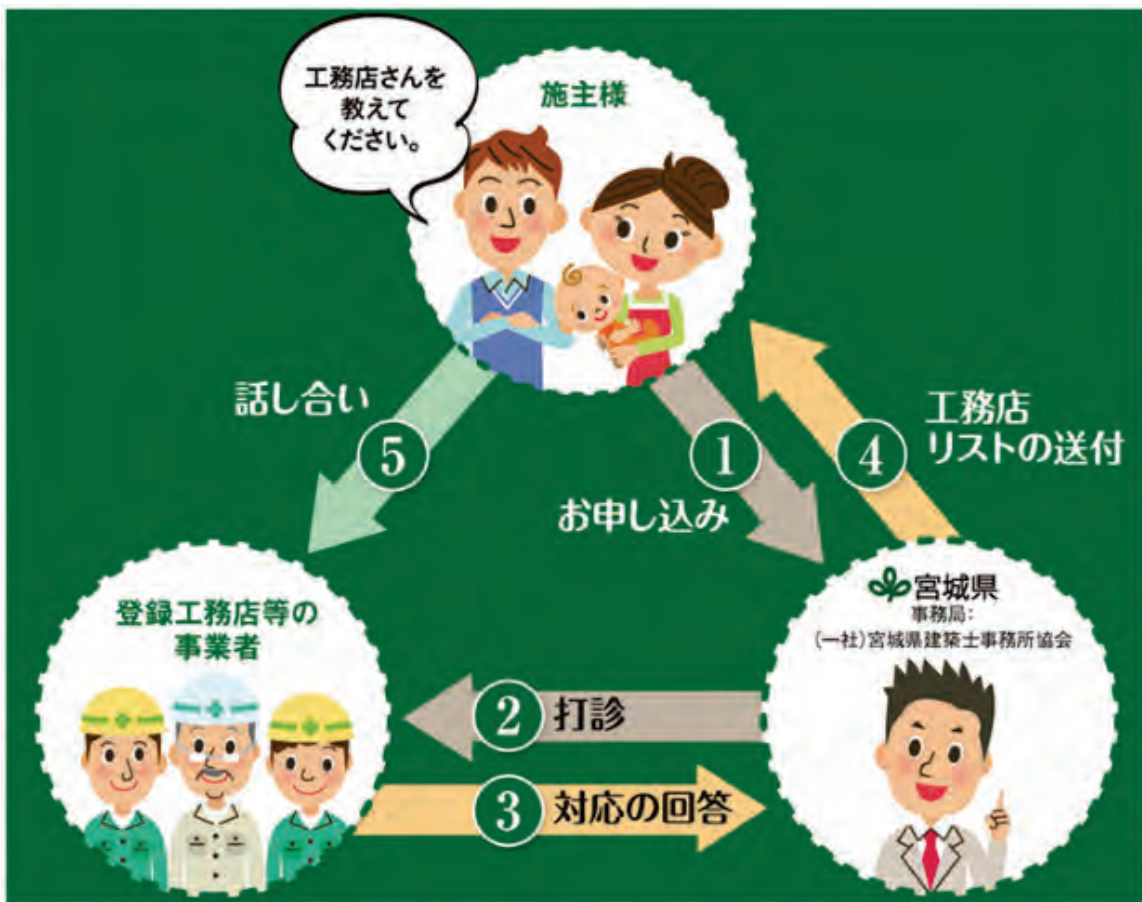 工務店さんを
教えて
ください。
施主様
話し合い
5
1
お申し込み
4
工務店
リストの送付
登録工務店等の
事業者
宮城県
事務局:
(一社)宮城県建築士事務所協会
2 打診
3 対応の回答